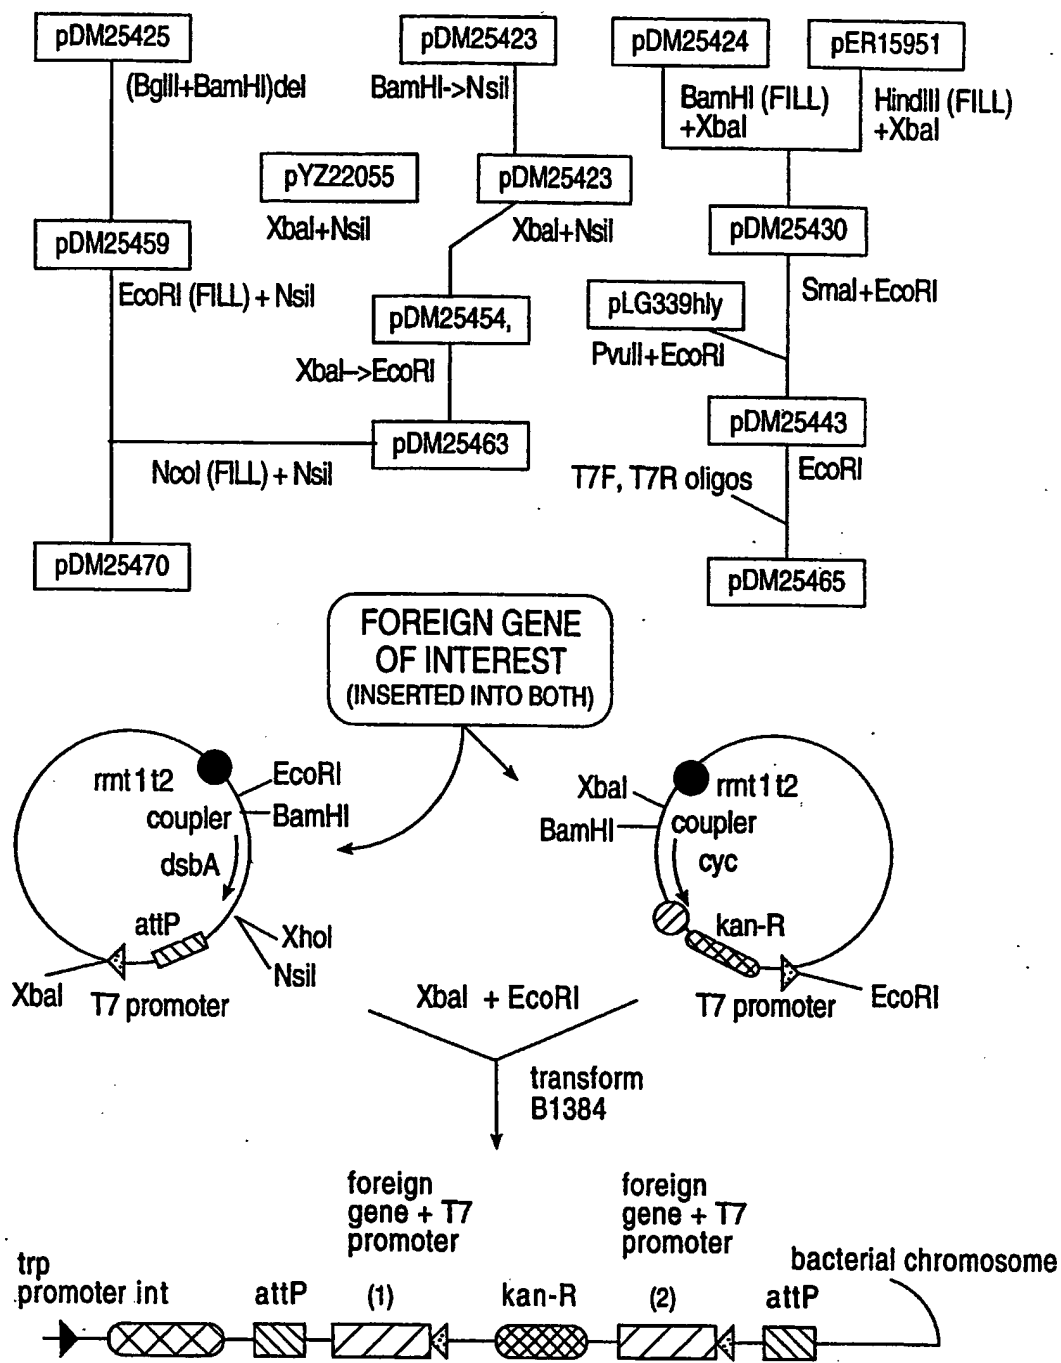 pDM25425
pDM25423
pDM25424
pER15951
(BglII+BamHI)del
BamHI->NsiI
BamHI (FILL)
+XbaI
HindIII (FILL)
+XbaI
pYZ22055
pDM25423
XbaI+NsiI
XbaI+NsiI
pDM25459
pDM25430
EcoRI (FILL) + NsiI
SmaI+EcoRI
pLG339hly
pDM25454,
PvuII+EcoRI
XbaI->EcoRI
pDM25443
pDM25463
NcoI (FILL) + NsiI
EcoRI
T7F, T7R oligos
pDM25470
pDM25465
FOREIGN GENE
OF INTEREST
(INSERTED INTO BOTH)
rrnt1t2
EcoRI
coupler
BamHI
dsbA
attP
XhoI
NsiI
XbaI
T7 promoter
XbaI
rrnt1t2
BamHI
coupler
cyc
kan-R
T7 promoter
EcoRI
XbaI + EcoRI
transform
B1384
foreign
gene + T7
promoter
foreign
gene + T7
promoter
bacterial chromosome
trp
promoter int
attP
(1)
kan-R
(2)
attP